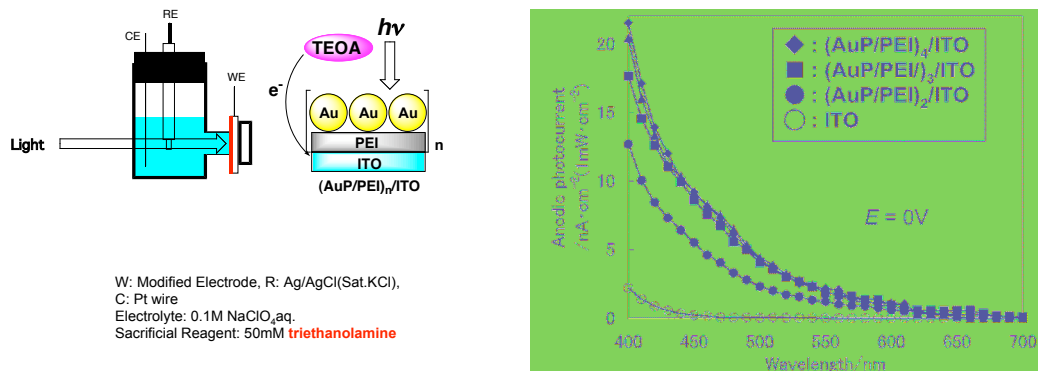 RE
CE
WE
Light
TEOA
hν
e-
Au Au Au
PEI
ITO
n
(AuP/PEI)n/ITO
W: Modified Electrode, R: Ag/AgCl(Sat.KCl),
C: Pt wire
Electrolyte: 0.1M NaClO4aq.
Sacrificial Reagent: 50mM triethanolamine
Anodic photocurrent
/nA·cm-2(1mW·cm-2)
20
15
10
5
0
◆ : (AuP/PEI)4/ITO
■ : (AuP/PEI/)3/ITO
● : (AuP/PEI)2/ITO
○ : ITO
E = 0V
400 450 500 550 600 650 700
Wavelength/nm